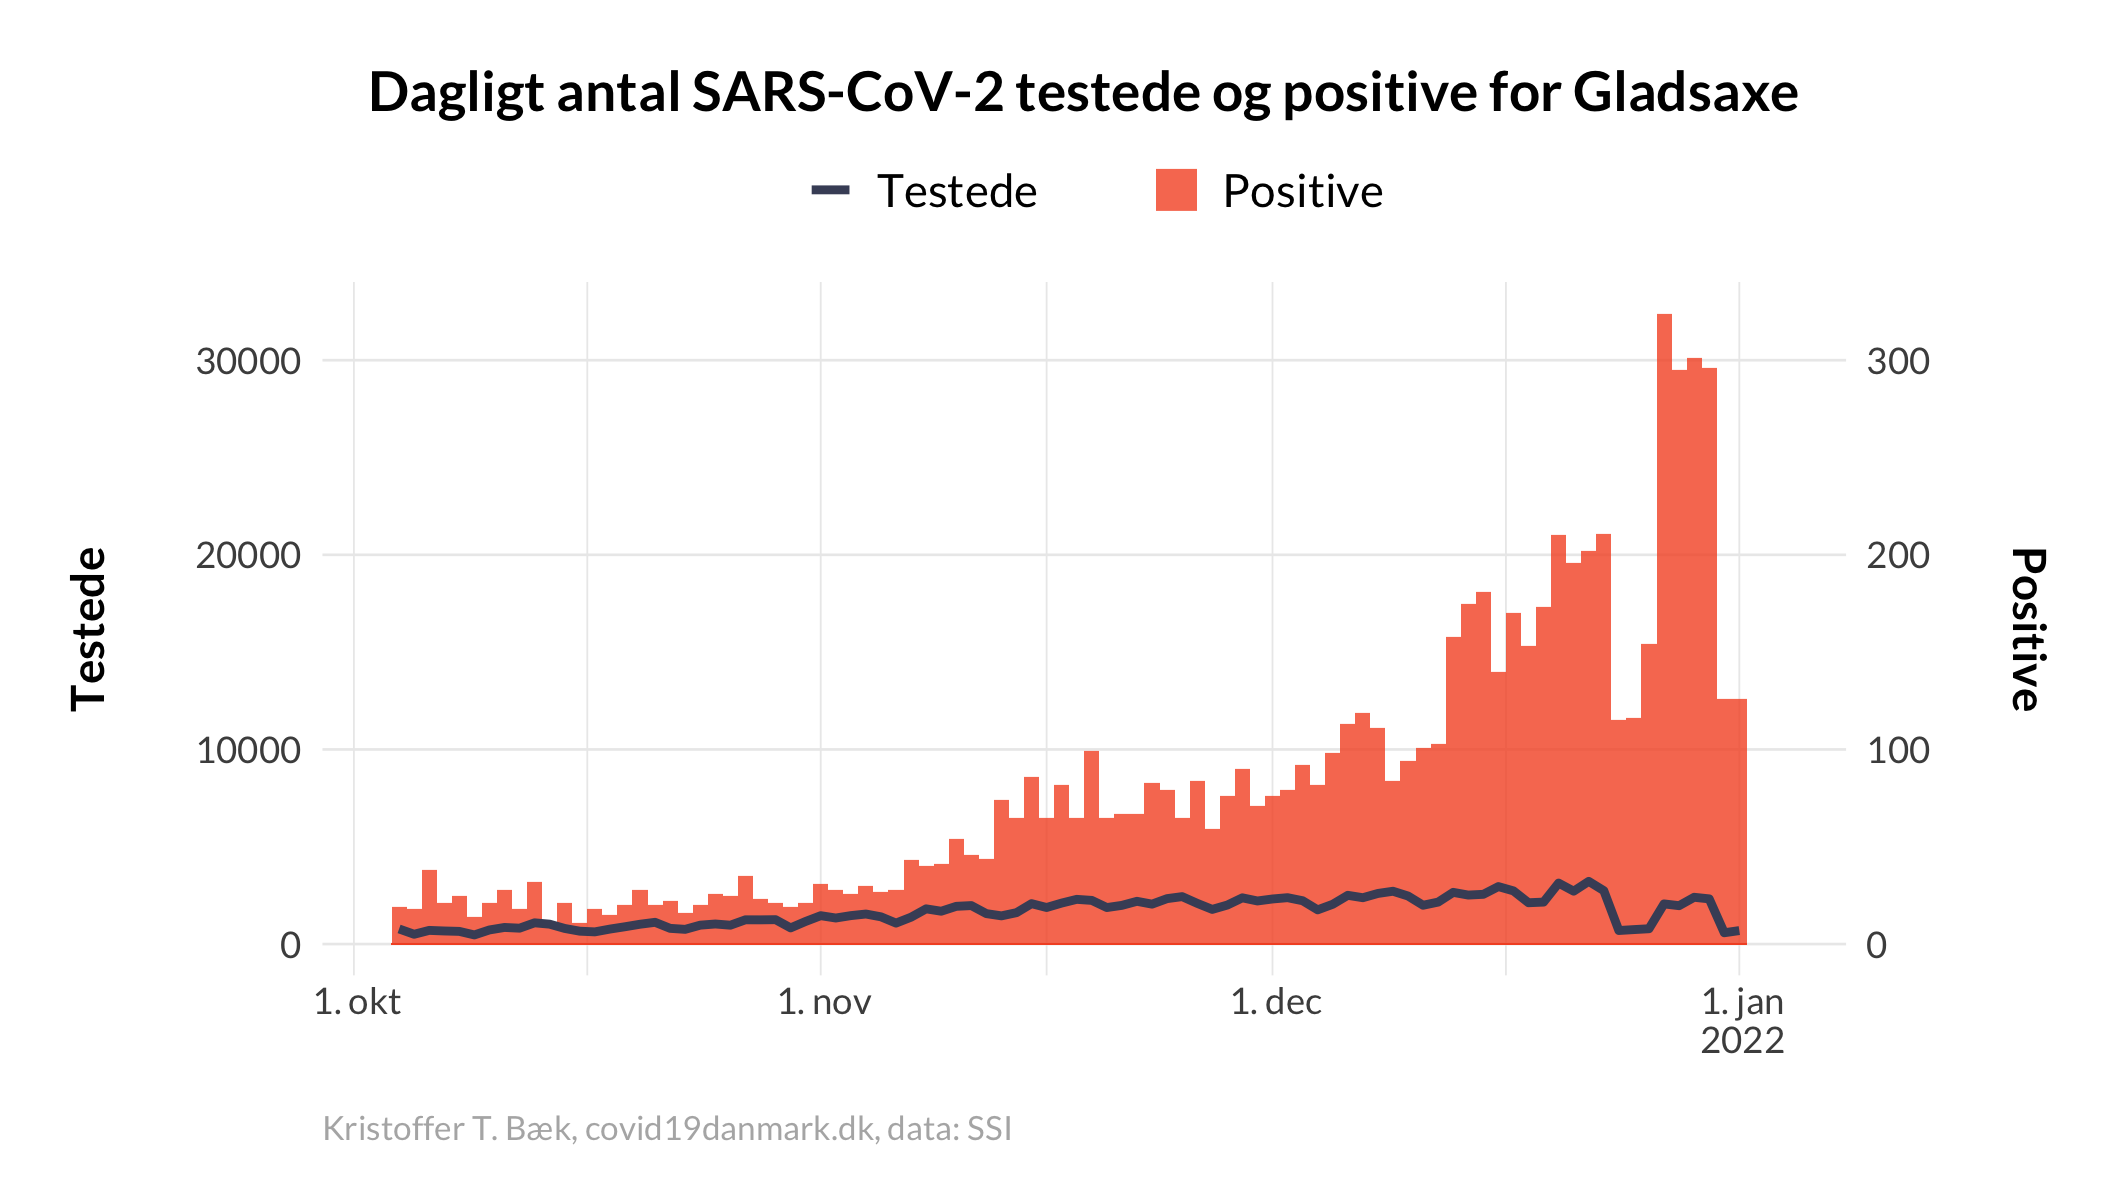 Dagligt antal SARS-CoV-2 testede og positive for Gladsaxe
Testede Positive
30000 300
20000 200
10000 100
0 0
Testede
Positive
1. okt 1. nov 1. dec 1. jan
2022
Kristoffer T. Bæk, covid19danmark.dk, data: SSI